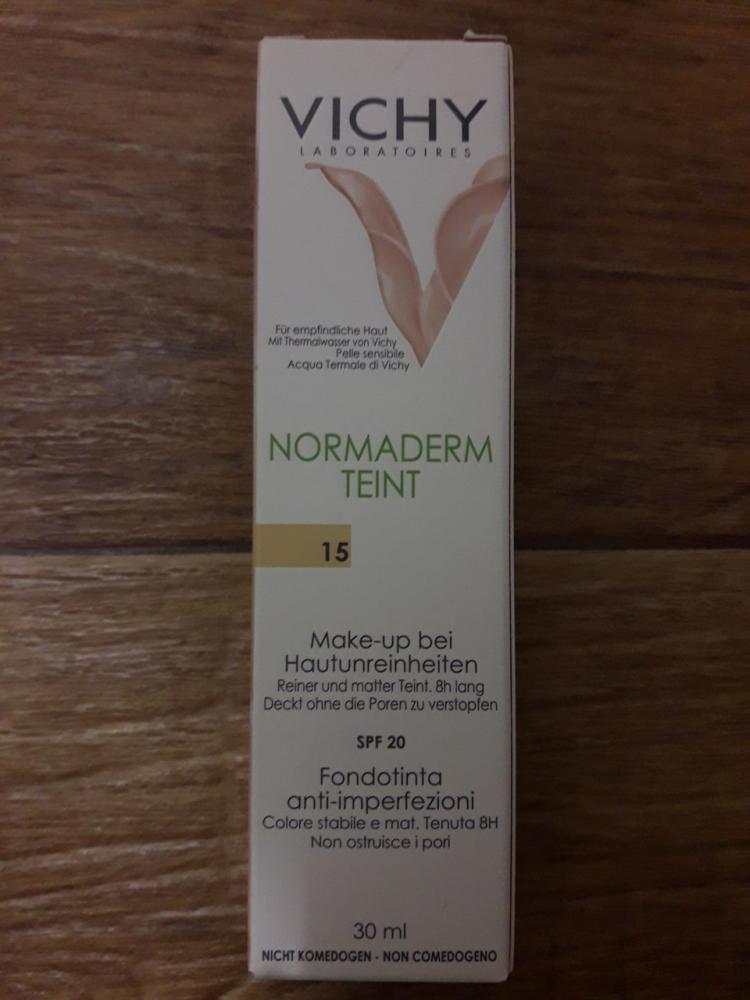 VICHY
LABORATOIRES
Für empfindliche Haut
Mit Thermalwasser von Vichy
Pelle sensibile
Acqua Termale di Vichy
NORMADERM
TEINT
15
Make-up bei
Hautunreinheiten
Reiner und matter Teint. 8h lang
Deckt ohne die Poren zu verstopfen
SPF 20
Fondotinta
anti-imperfezioni
Colore stabile e mat. Tenuta 8H
Non ostruisce i pori
30 ml
NICHT KOMEDOGEN - NON COMEDOGENO